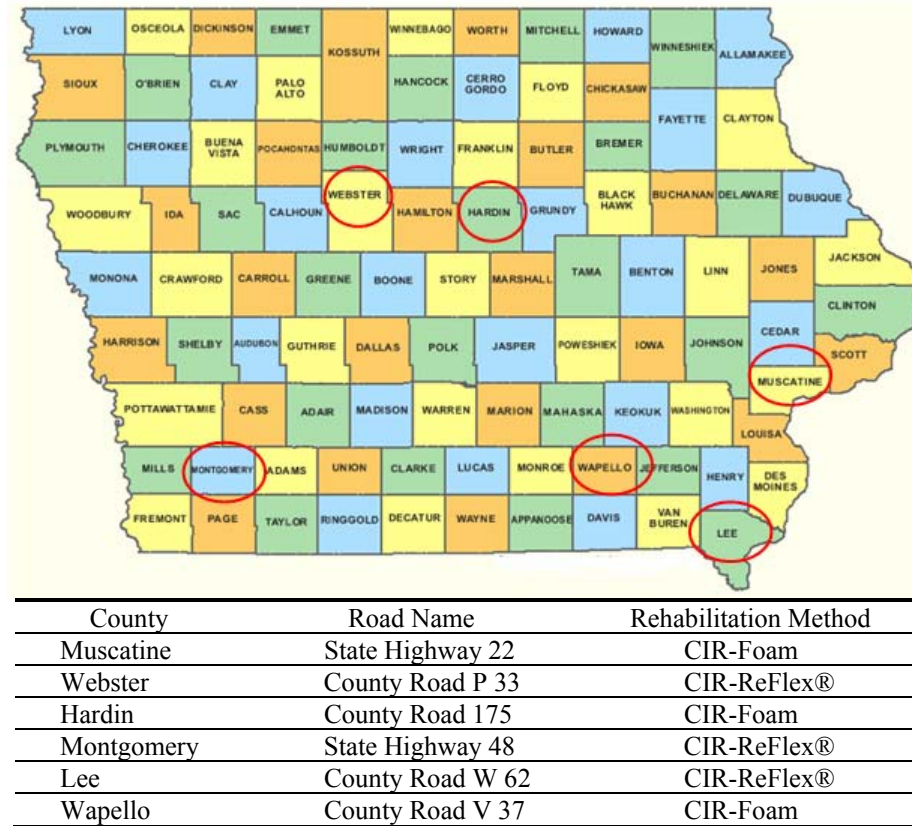 LYON OSCEOLA DICKINSON EMMET WINNEBAGO WORTH MITCHELL HOWARD
KOSSUTH WINNESHIEK ALLAMAKEE
SIOUX O'BRIEN CLAY PALO ALTO HANCOCK CERRO GORDO FLOYD CHICKASAW
FAYETTE CLAYTON
PLYMOUTH CHEROKEE BUENA VISTA POCAHONTAS HUMBOLDT WRIGHT FRANKLIN BUTLER BREMER
WOODBURY IDA SAC CALHOUN WEBSTER HAMILTON HARDIN GRUNDY BLACK HAWK BUCHANAN DELAWARE DUBUQUE
MONONA CRAWFORD CARROLL GREENE BOONE STORY MARSHALL TAMA BENTON LINN JONES JACKSON
CLINTON
HARRISON SHELBY AUDUBON GUTHRIE DALLAS POLK JASPER POWESHIEK IOWA JOHNSON CEDAR SCOTT
MUSCATINE
POTTAWATTAMIE CASS ADAIR MADISON WARREN MARION MAHASKA KEOKUK WASHINGTON
LOUISA
MILLS MONTGOMERY ADAMS UNION CLARKE LUCAS MONROE WAPELLO JEFFERSON HENRY DES MOINES
FREMONT PAGE TAYLOR RINGGOLD DECATUR WAYNE APPANOOSE DAVIS VAN BUREN LEE
County Road Name Rehabilitation Method
Muscatine State Highway 22 CIR-Foam
Webster County Road P 33 CIR-ReFlex®
Hardin County Road 175 CIR-Foam
Montgomery State Highway 48 CIR-ReFlex®
Lee County Road W 62 CIR-ReFlex®
Wapello County Road V 37 CIR-Foam